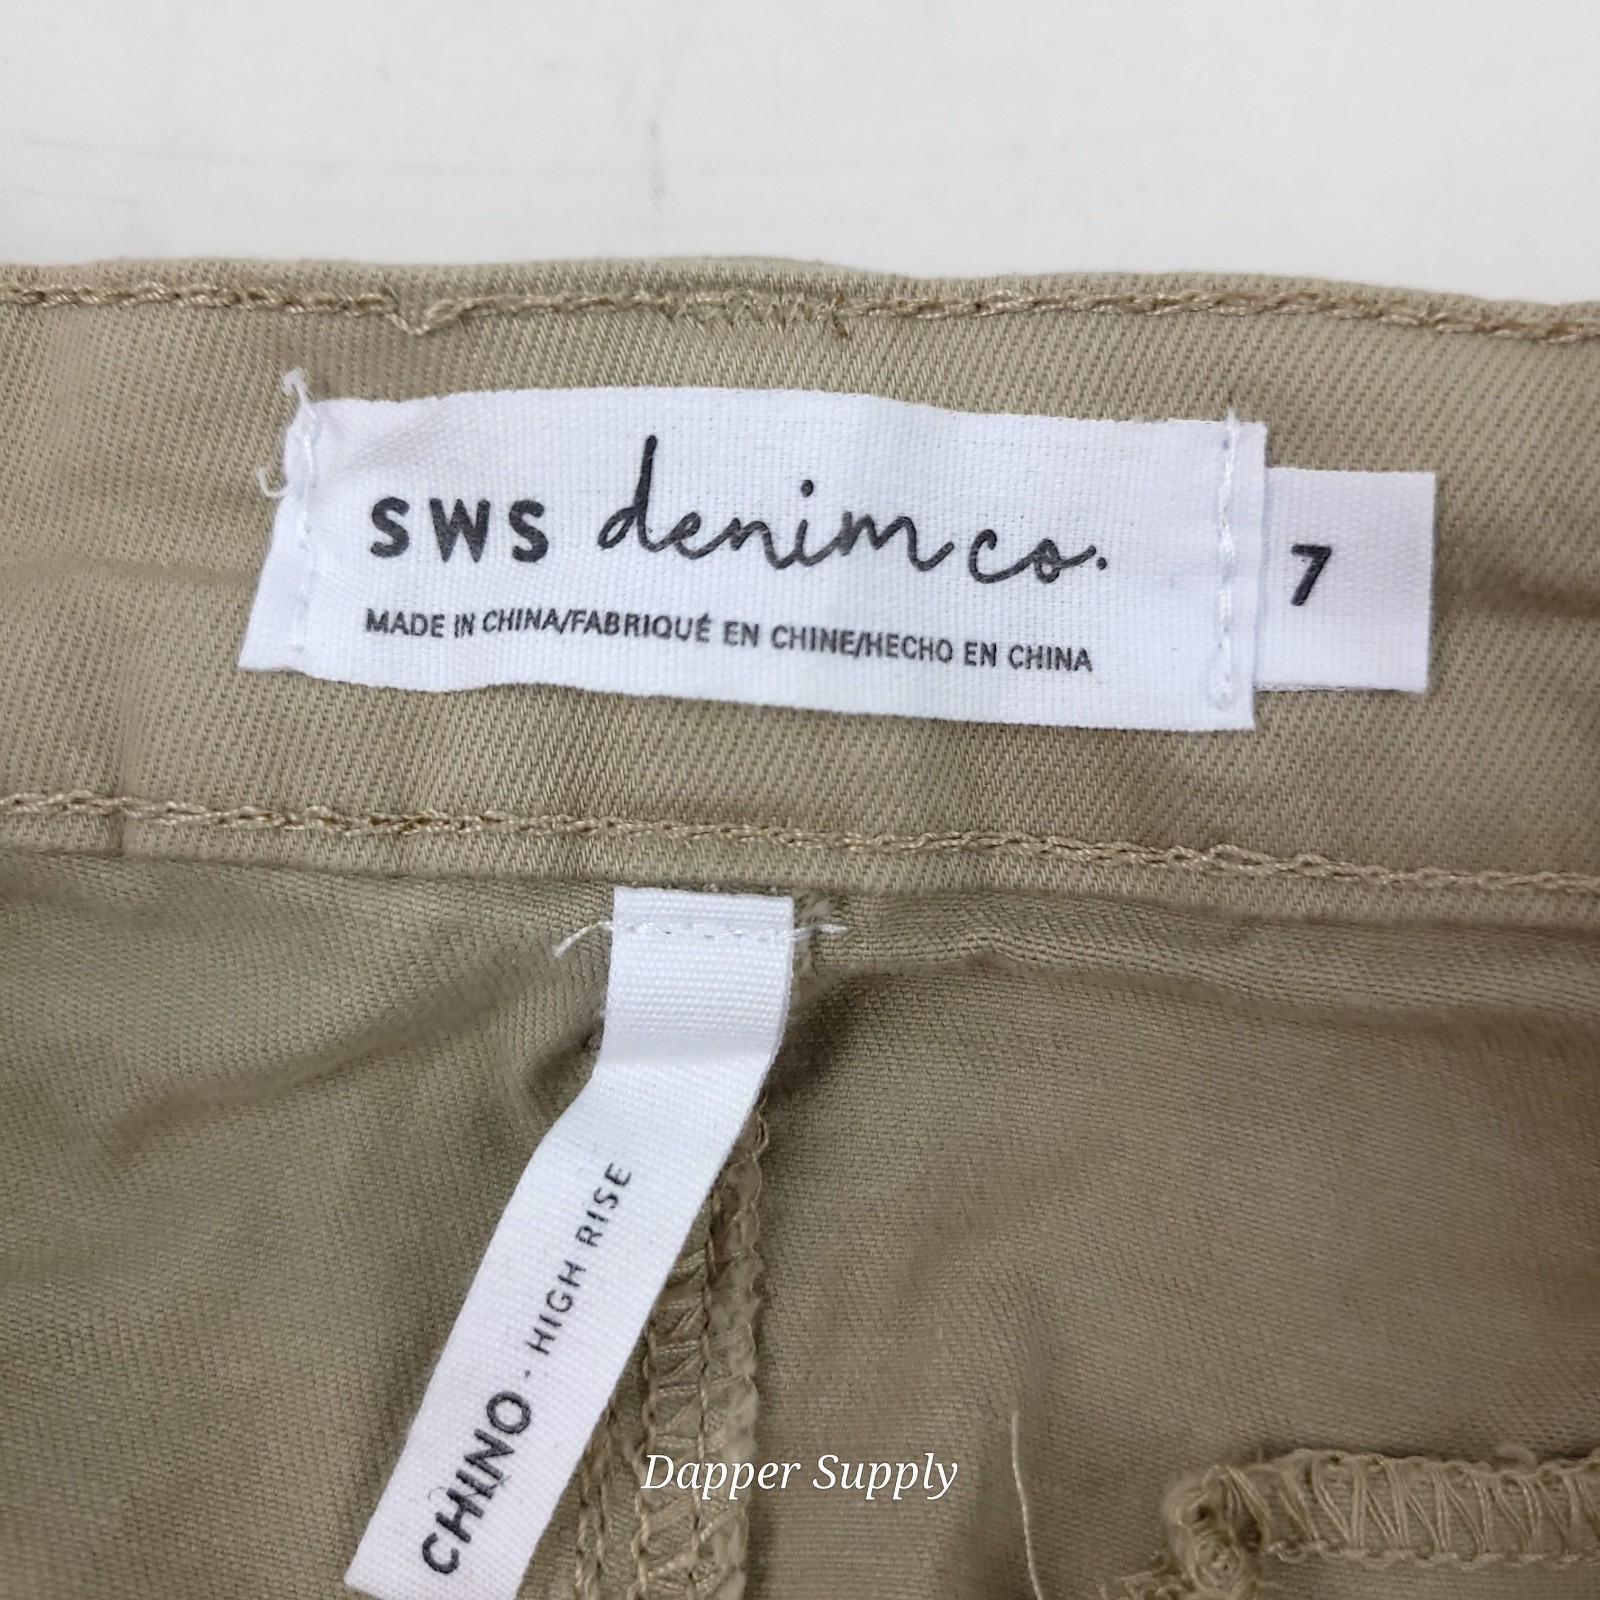 SWS denim co.
MADE IN CHINA/FABRIQUÉ EN CHINE/HECHO EN CHINA
7
CHINO · HIGH RISE
Dapper Supply